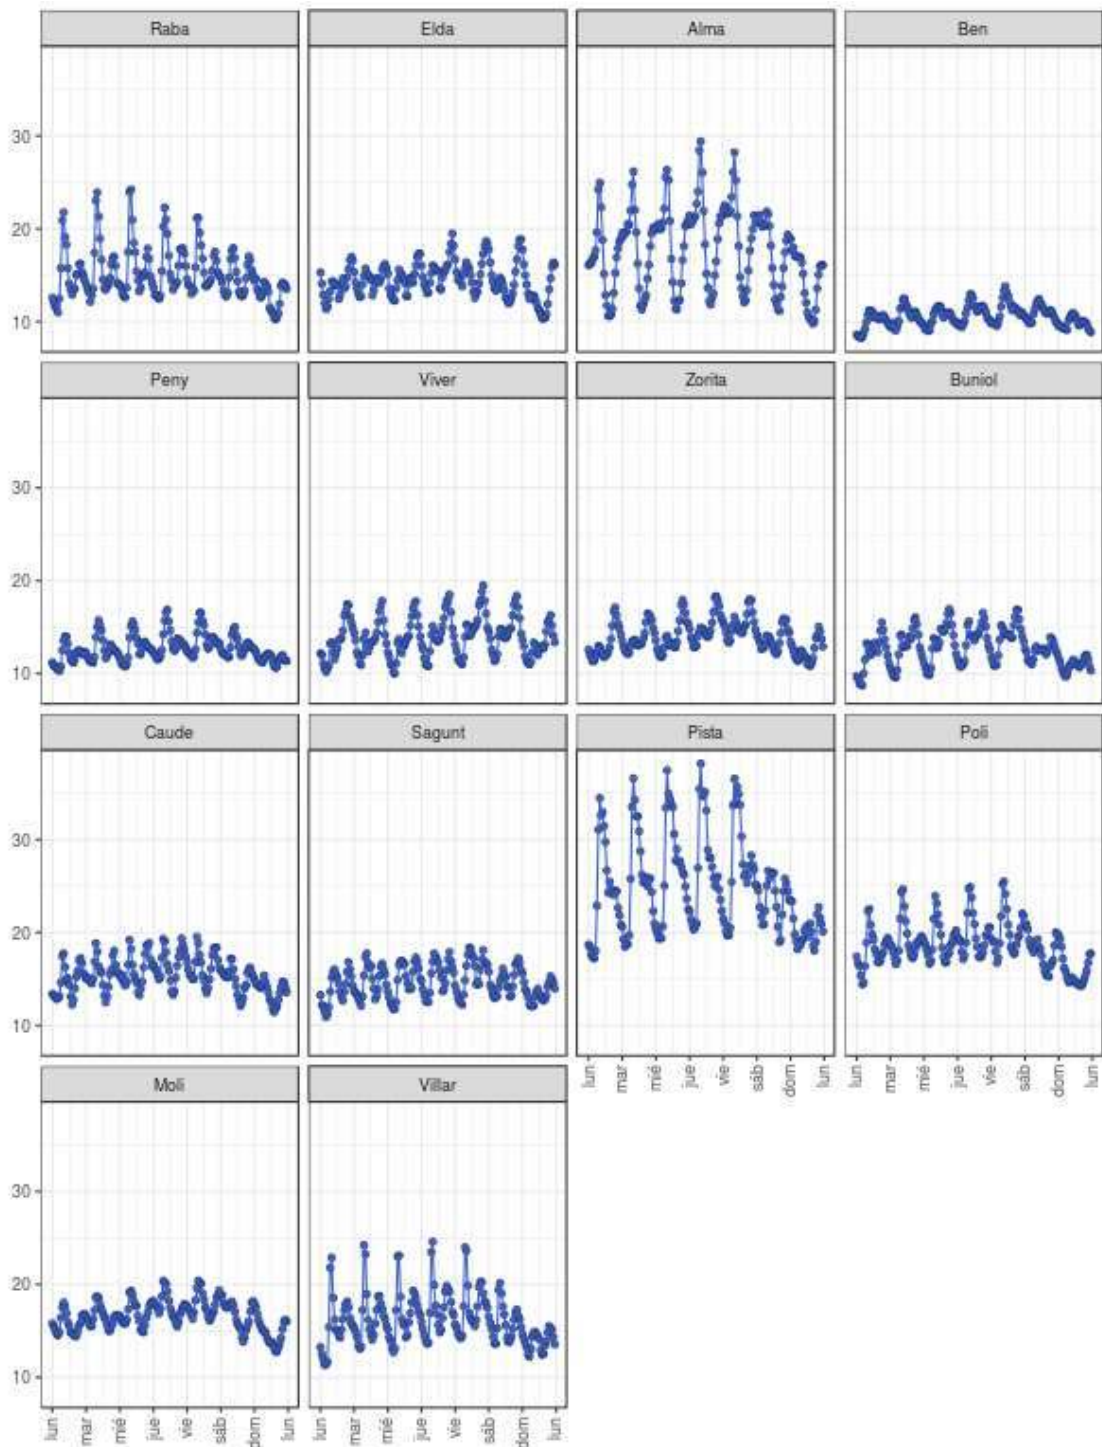 Raba Elda Alma Ben
30
20
10
Peny Viver Zorita Buniol
30
20
10
Caude Sagunt Pista Poli
30
20
10
lun mar mié jue vie sáb dom lun lun mar mié jue vie sáb dom lun
Moli Villar
30
20
10
lun mar mié jue vie sáb dom lun lun mar mié jue vie sáb dom lun